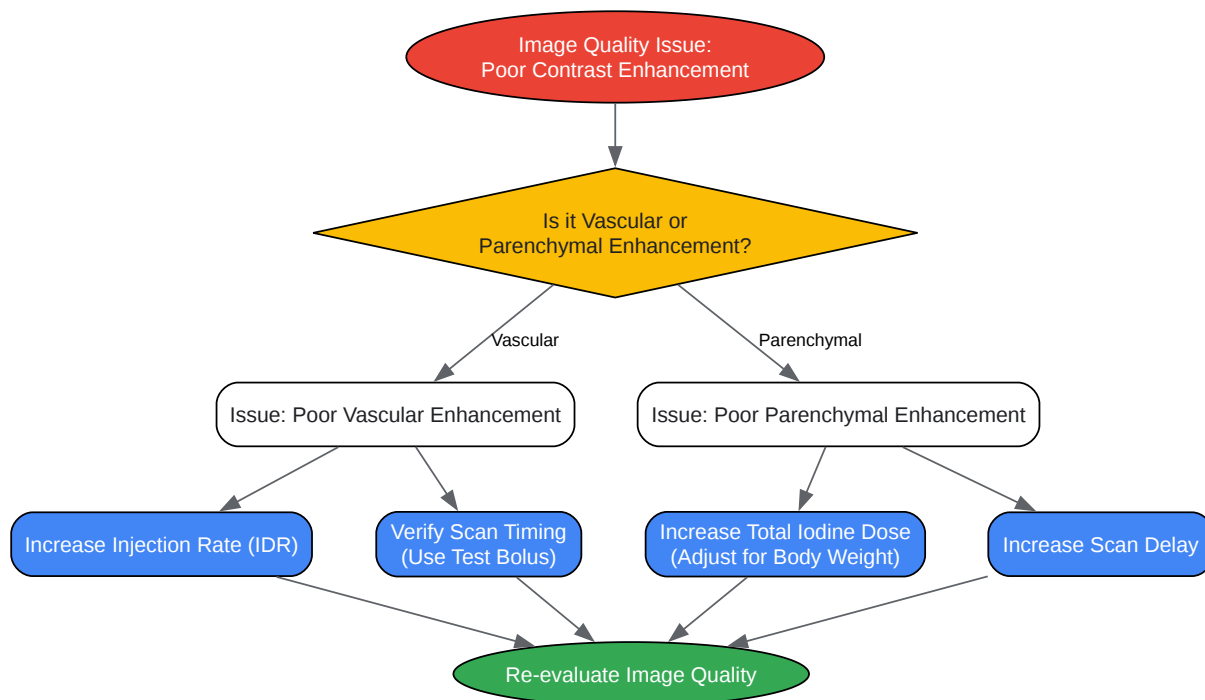 Image Quality Issue:
Poor Contrast Enhancement
Is it Vascular or
Parenchymal Enhancement?
Vascular
Parenchymal
Issue: Poor Vascular Enhancement
Issue: Poor Parenchymal Enhancement
Increase Injection Rate (IDR)
Verify Scan Timing
(Use Test Bolus)
Increase Total Iodine Dose
(Adjust for Body Weight)
Increase Scan Delay
Re-evaluate Image Quality